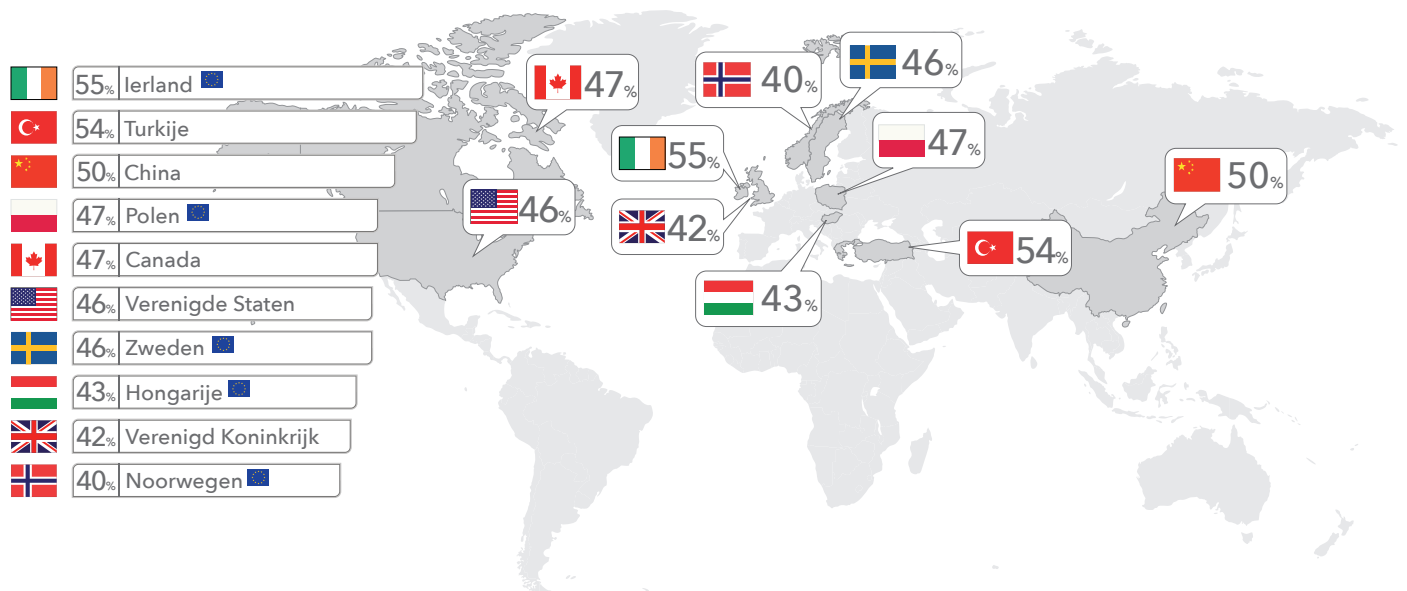 55% Ierland
54% Turkije
50% China
47% Polen
47% Canada
46% Verenigde Staten
46% Zweden
43% Hongarije
42% Verenigd Koninkrijk
40% Noorwegen
47%
40%
46%
55%
47%
46%
42%
50%
54%
43%